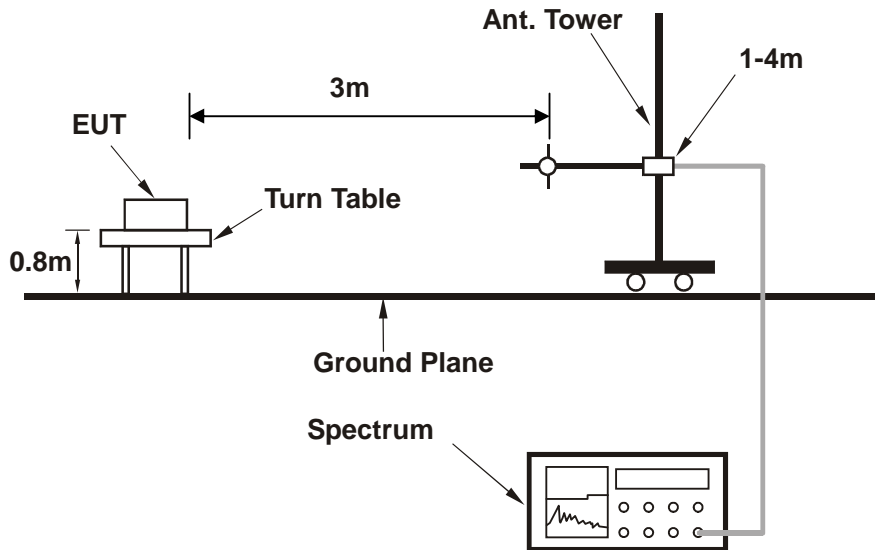 Ant. Tower
1-4m
3m
EUT
Turn Table
0.8m
Ground Plane
Spectrum